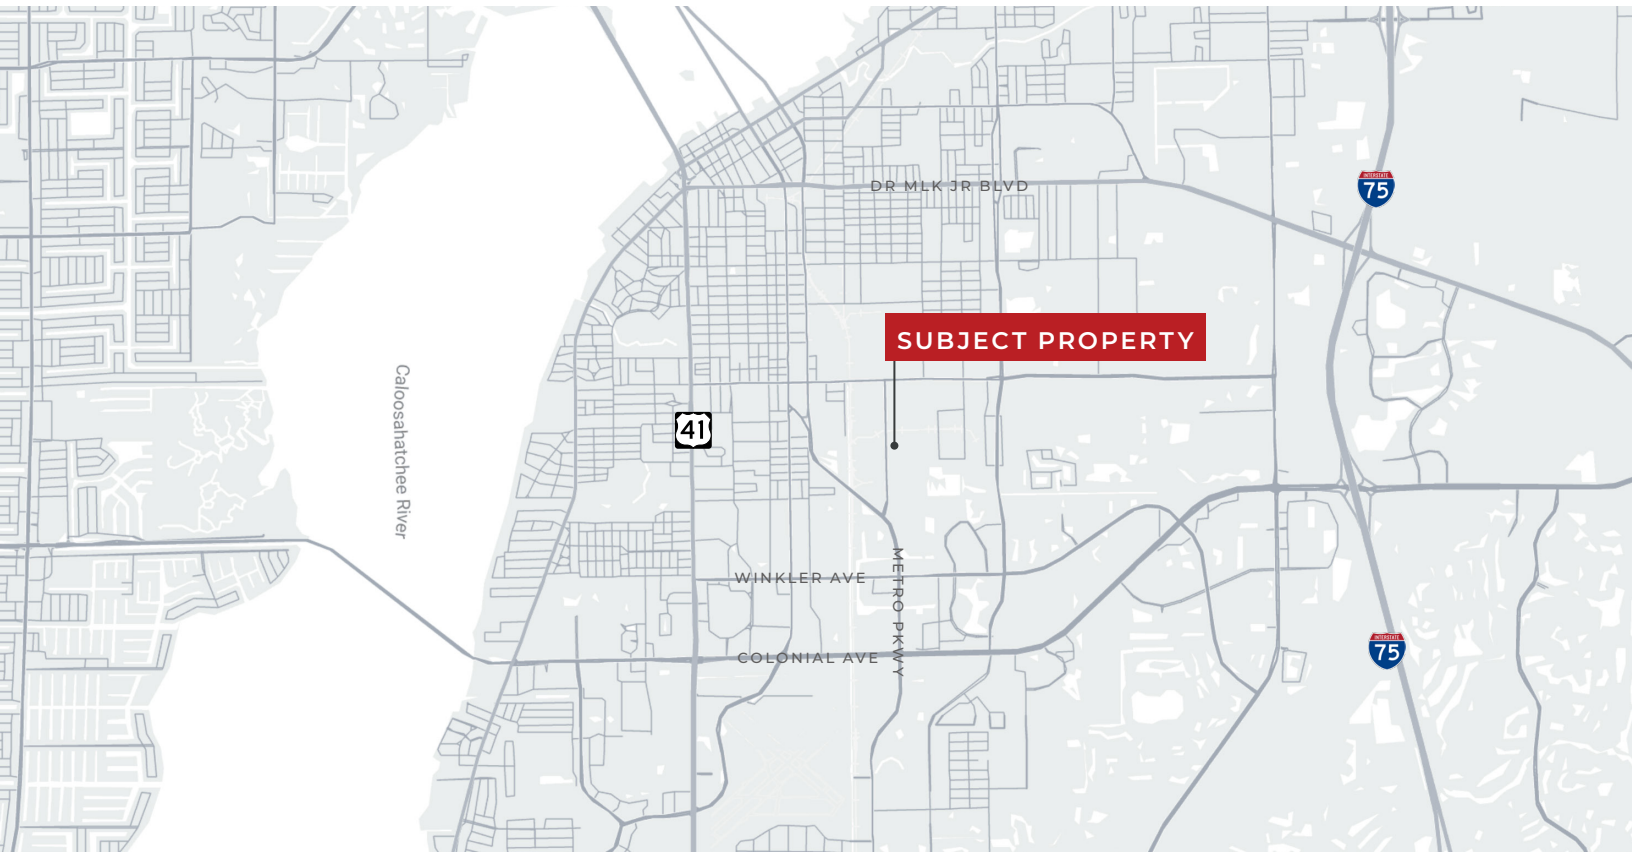 DR MLK JR BLVD
INTERSTATE
75
SUBJECT PROPERTY
41
Caloosahatchee River
WINKLER AVE
METRO PKWY
COLONIAL AVE
INTERSTATE
75